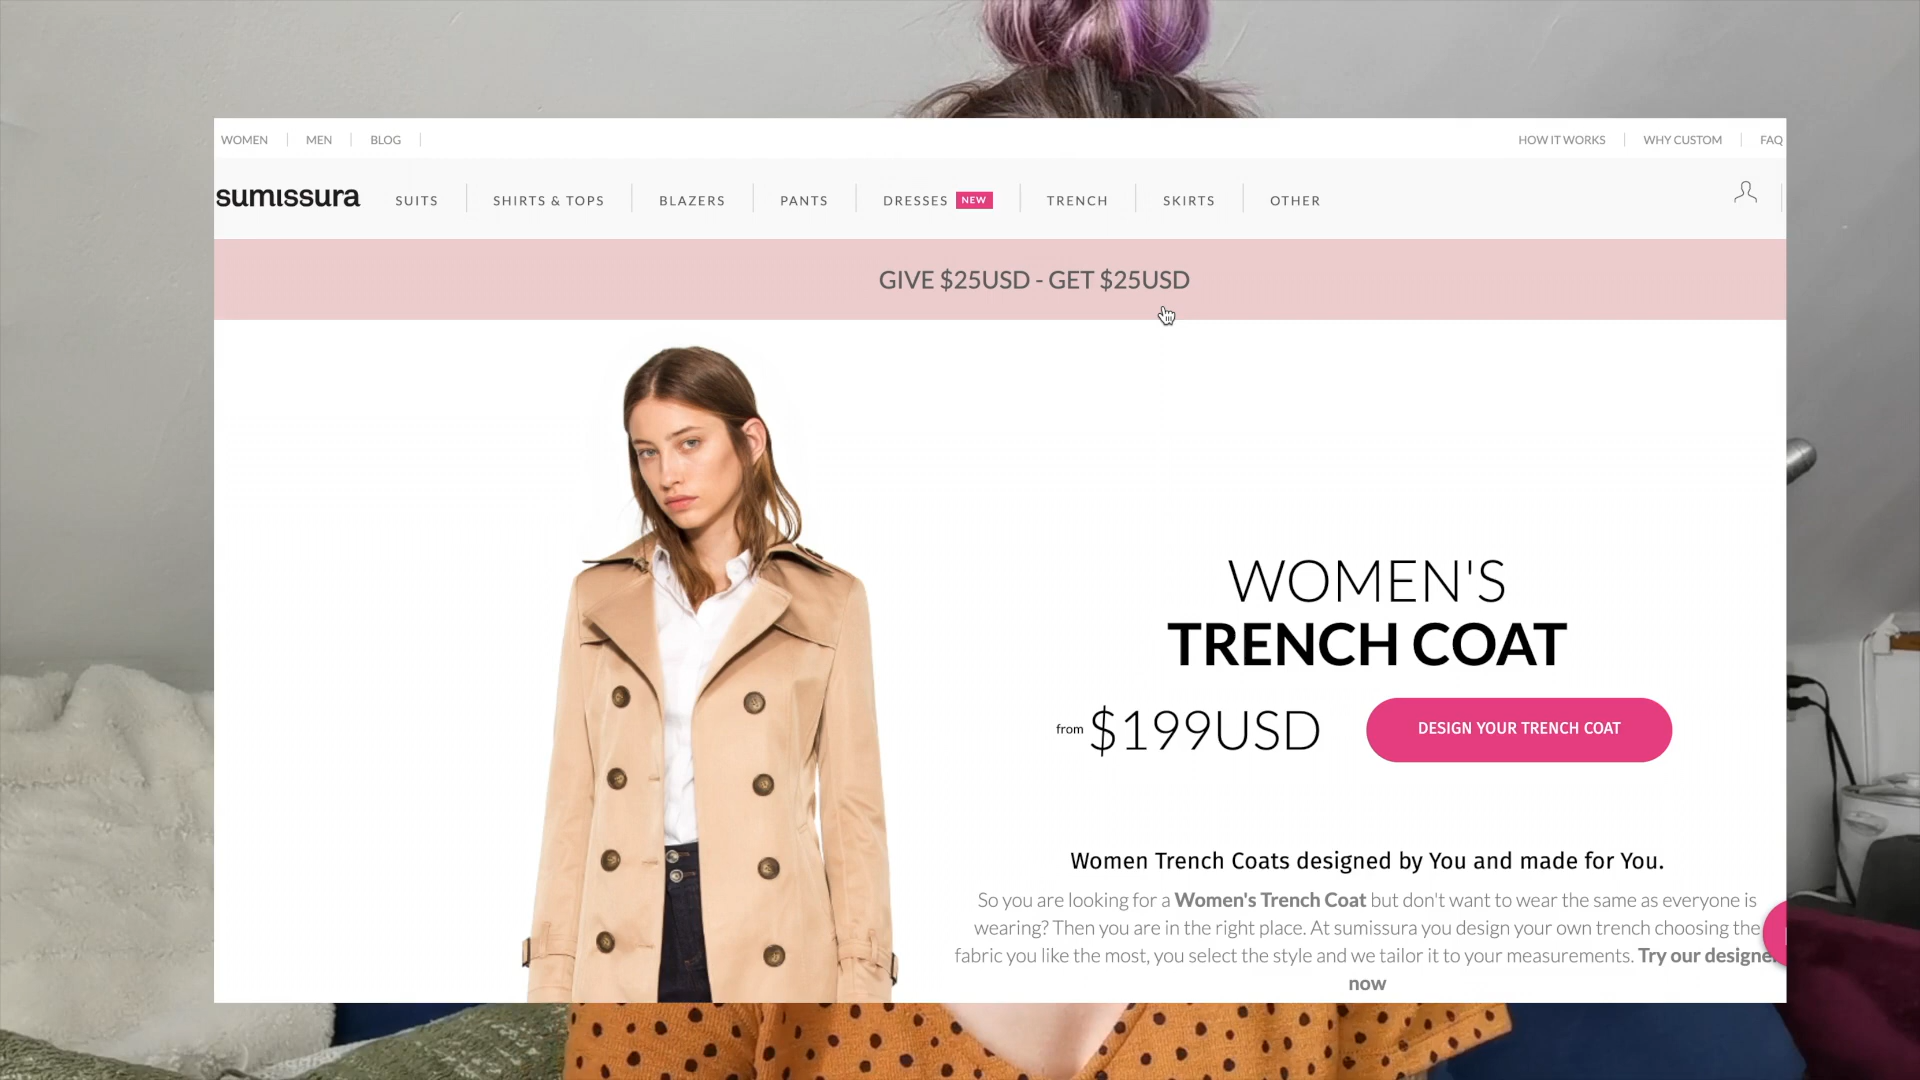 WOMEN
MEN
BLOG
HOW IT WORKS
WHY CUSTOM
FAQ
sumissura
SUITS
SHIRTS & TOPS
BLAZERS
PANTS
DRESSES
NEW
TRENCH
SKIRTS
OTHER
GIVE $25USD - GET $25USD
WOMEN'S
TRENCH COAT
from $199USD
DESIGN YOUR TRENCH COAT
Women Trench Coats designed by You and made for You.
So you are looking for a Women's Trench Coat but don't want to wear the same as everyone is
wearing? Then you are in the right place. At sumissura you design your own trench choosing the
fabric you like the most, you select the style and we tailor it to your measurements. Try our
now